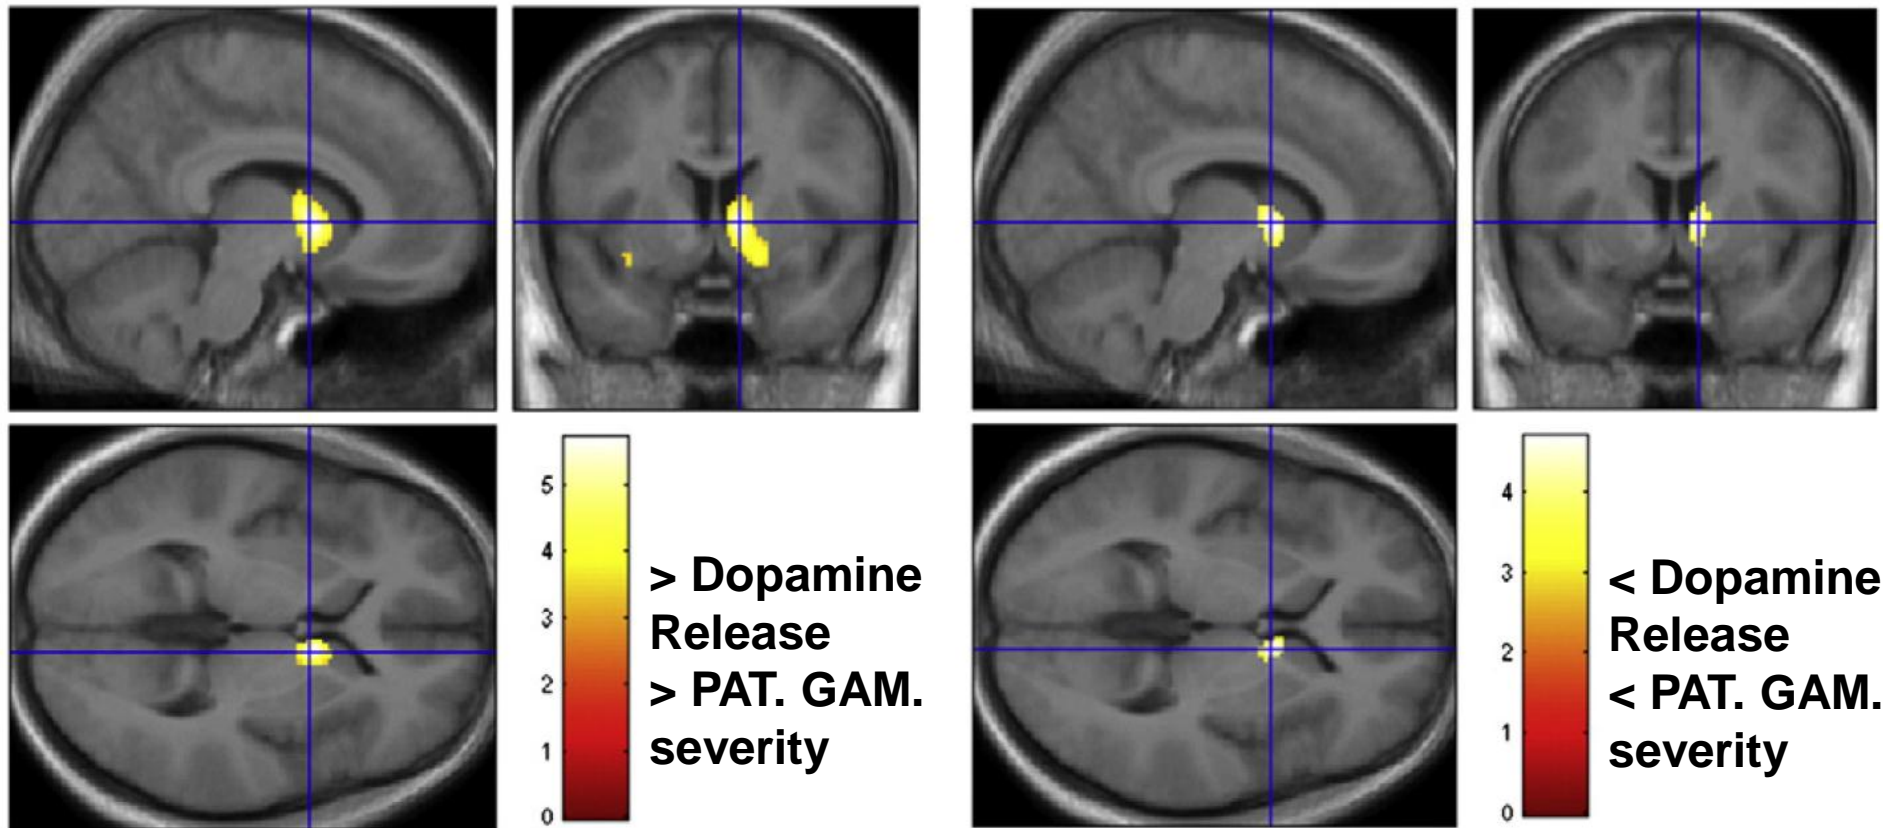 5
4
3
2
1
0
> Dopamine
Release
> PAT. GAM.
severity
4
3
2
1
0
< Dopamine
Release
< PAT. GAM.
severity